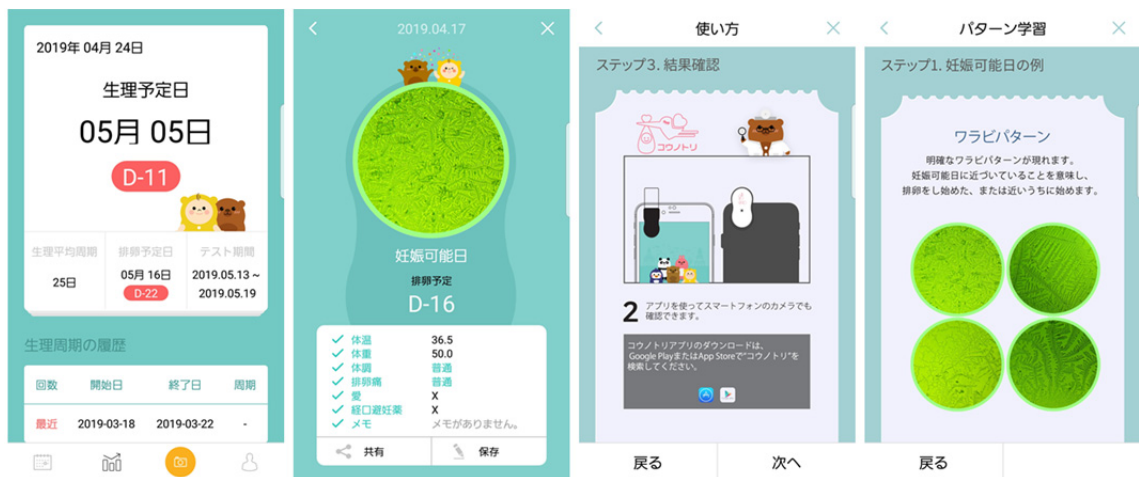 2019年 04月 24日
生理予定日
05月 05日
D-11
生理平均周期
排卵予定日
テスト期間
25日
05月 16日
D-22
2019.05.13 ~
2019.05.19
生理周期の履歴
回数 開始日 終了日 周期
最近 2019-03-18 2019-03-22 -
2019.04.17
妊娠可能日
排卵予定
D-16
体温 36.5
体重 50.0
体調 普通
排卵痛 普通
愛 X
経口避妊薬 X
メモ メモがありません。
共有 保存
使い方
ステップ3. 結果確認
コウノトリ
2 アプリを使ってスマートフォンのカメラでも
確認できます。
コウノトリアプリのダウンロードは、
Google PlayまたはApp Storeで"コウノトリ"を
検索してください。
戻る 次へ
パターン学習
ステップ1. 妊娠可能日の例
ワラビパターン
明確なワラビパターンが現れます。
妊娠可能日に近づいていることを意味し、
排卵をし始めた、または近いうちに始めます。
戻る